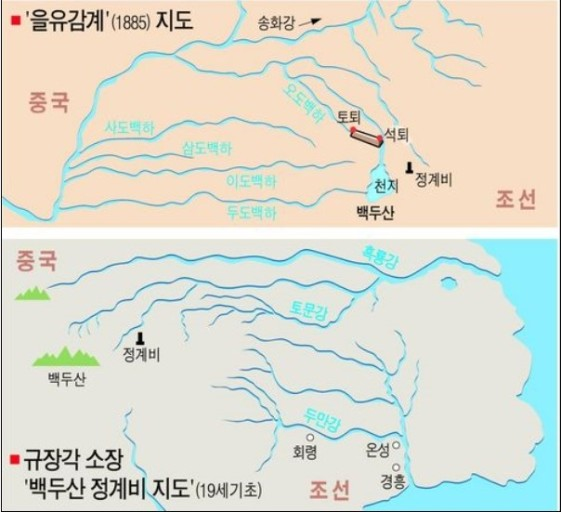 '을유감계'(1885) 지도
송화강
중국
오도백하
토퇴
석퇴
사도백하
삼도백하
이도백하
두도백하
천지
정계비
백두산
조선
중국
흑룡강
토문강
정계비
백두산
두만강
회령
온성
경흥
규장각 소장
'백두산 정계비 지도'(19세기초)
조선